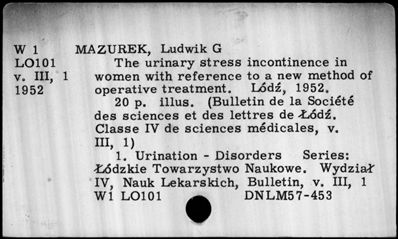 W 1 MAZUREK, Ludwik G
LO101 The urinary stress incontinence in
v. III, 1 women with reference to a new method of
1952 operative treatment. Łódź, 1952.
20 p. illus. (Bulletin de la Société
des sciences et des lettres de Łódź.
Classe IV de sciences médicales, v.
III, 1)
1. Urination - Disorders Series:
Łódzkie Towarzystwo Naukowe. Wydział
IV, Nauk Lekarskich, Bulletin, v. III, 1
W1 LO101 DNLM57-453